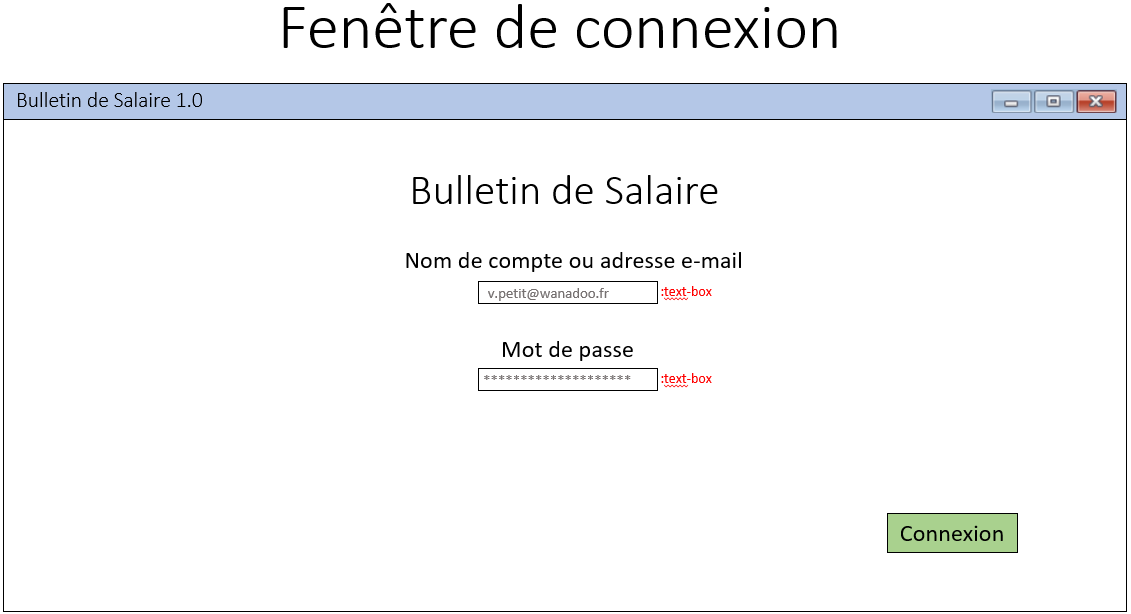 Fenêtre de connexion
Bulletin de Salaire 1.0
Bulletin de Salaire
Nom de compte ou adresse e-mail
v.petit@wanadoo.fr :text-box
Mot de passe
******************** :text-box
Connexion